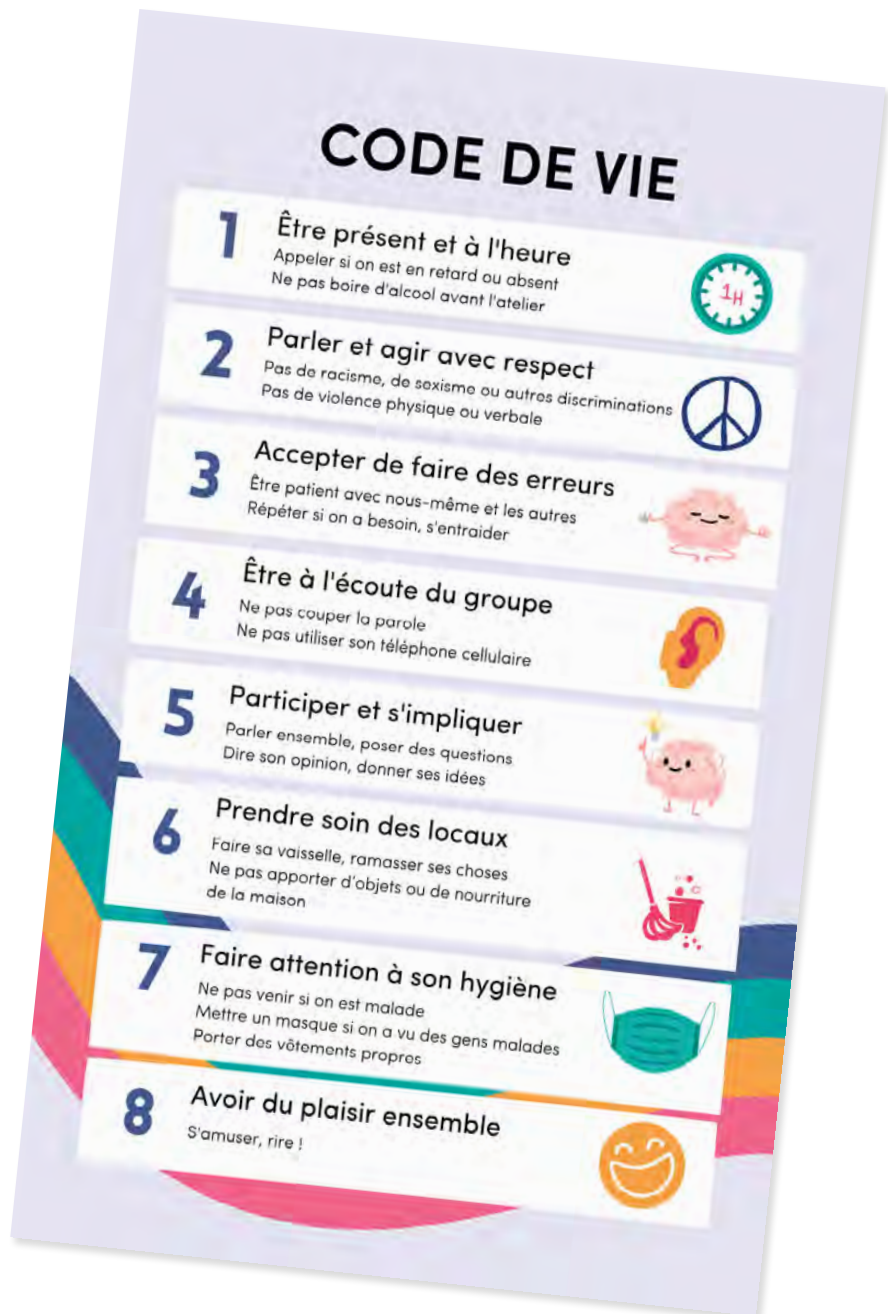 CODE DE VIE
1
Être présent et à l'heure
Appeler si on est en retard ou absent
Ne pas boire d'alcool avant l'atelier
1H
2
Parler et agir avec respect
Pas de racisme, de sexisme ou autres discriminations
Pas de violence physique ou verbale
3
Accepter de faire des erreurs
Être patient avec nous-même et les autres
Répéter si on a besoin, s'entraider
4
Être à l'écoute du groupe
Ne pas couper la parole
Ne pas utiliser son téléphone cellulaire
5
Participer et s'impliquer
Parler ensemble, poser des questions
Dire son opinion, donner ses idées
6
Prendre soin des locaux
Faire sa vaisselle, ramasser ses choses
Ne pas apporter d'objets ou de nourriture
de la maison
7
Faire attention à son hygiène
Ne pas venir si on est malade
Mettre un masque si on a vu des gens malades
Porter des vêtements propres
8
Avoir du plaisir ensemble
S'amuser, rire !